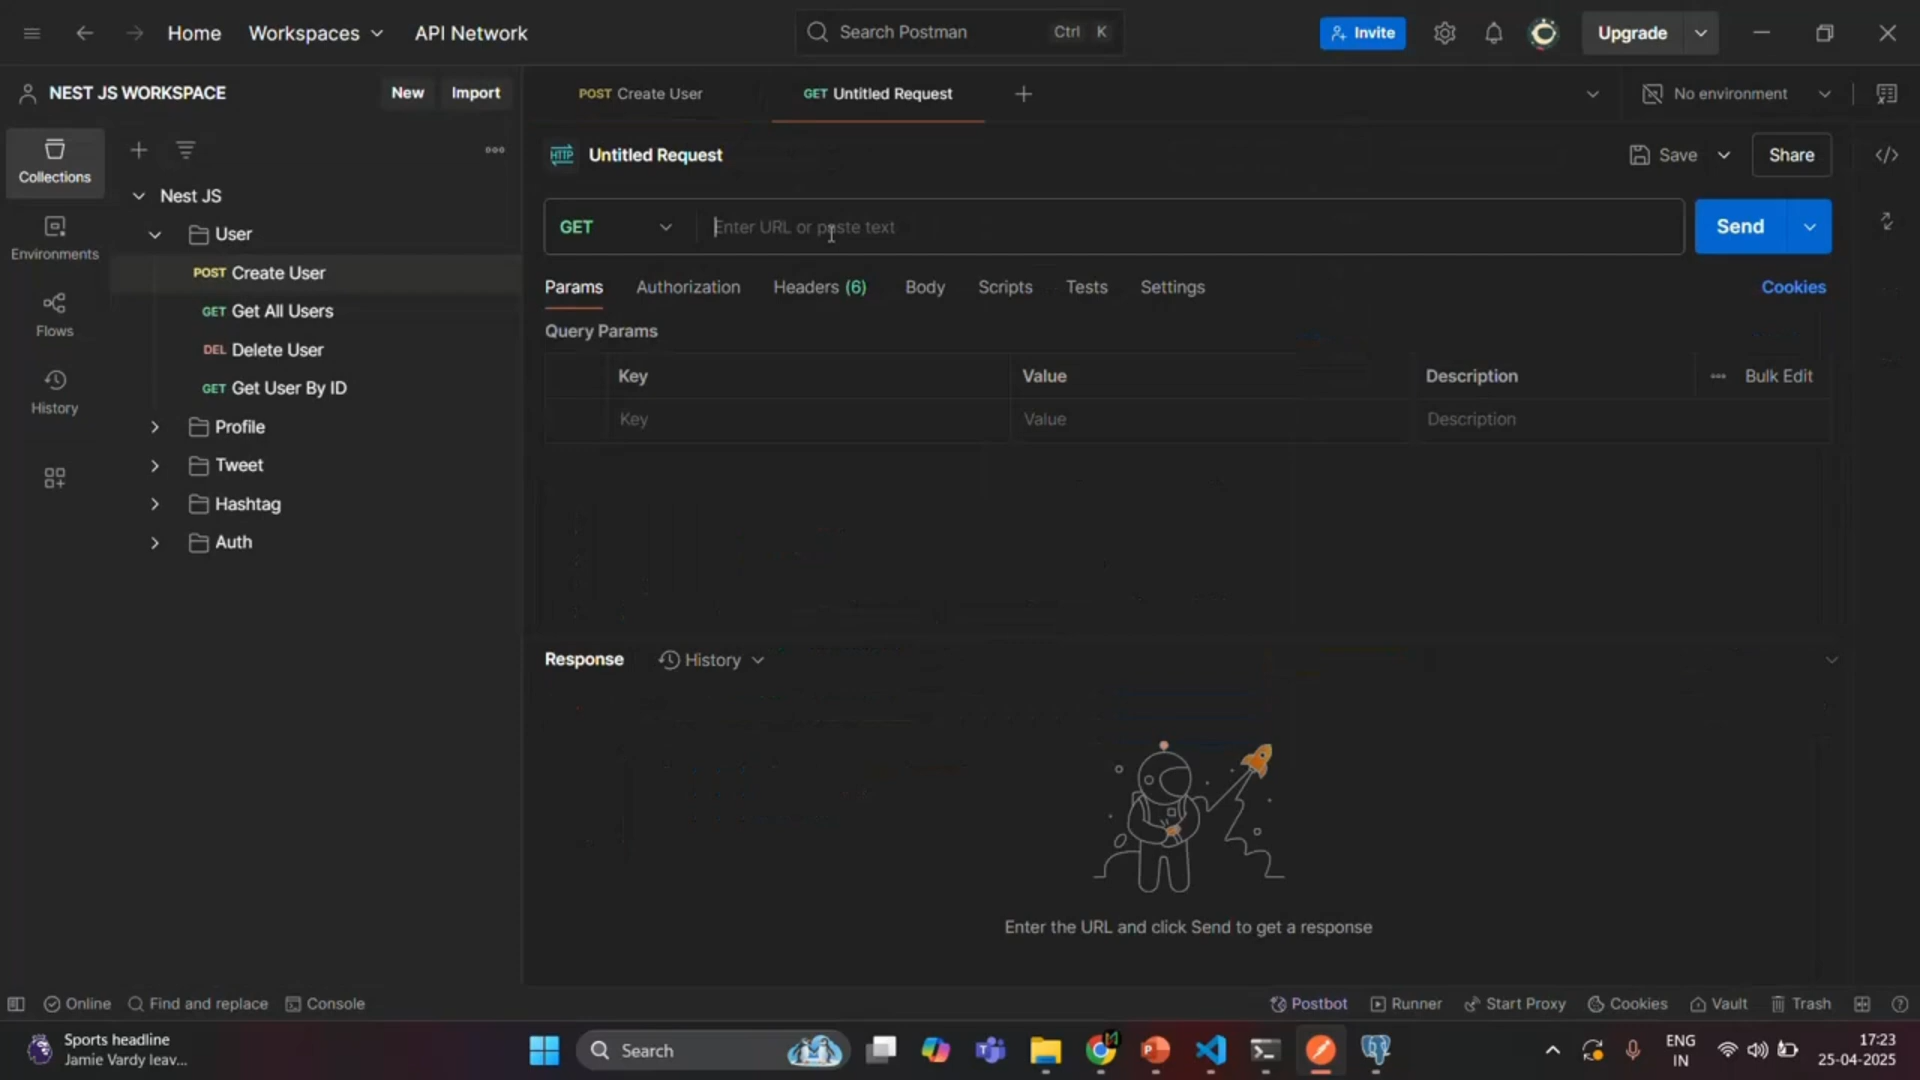 Home Workspaces API Network Search Postman Ctrl K Invite Upgrade
NEST JS WORKSPACE New Import
POST Create User GET Untitled Request No environment
Collections
Environments
Flows
History
Nest JS
User
POST Create User
GET Get All Users
DEL Delete User
GET Get User By ID
Profile
Tweet
Hashtag
Auth
HTTP Untitled Request Save Share
GET Enter URL or paste text Send
Params Authorization Headers (6) Body Scripts Tests Settings Cookies
Query Params
Key Value Description Bulk Edit
Key Value Description
Response History
Enter the URL and click Send to get a response
Online Find and replace Console Postbot Runner Start Proxy Cookies Vault Trash
Sports headline
Jamie Vardy leav...
Search
ENG
IN
17:23
25-04-2025